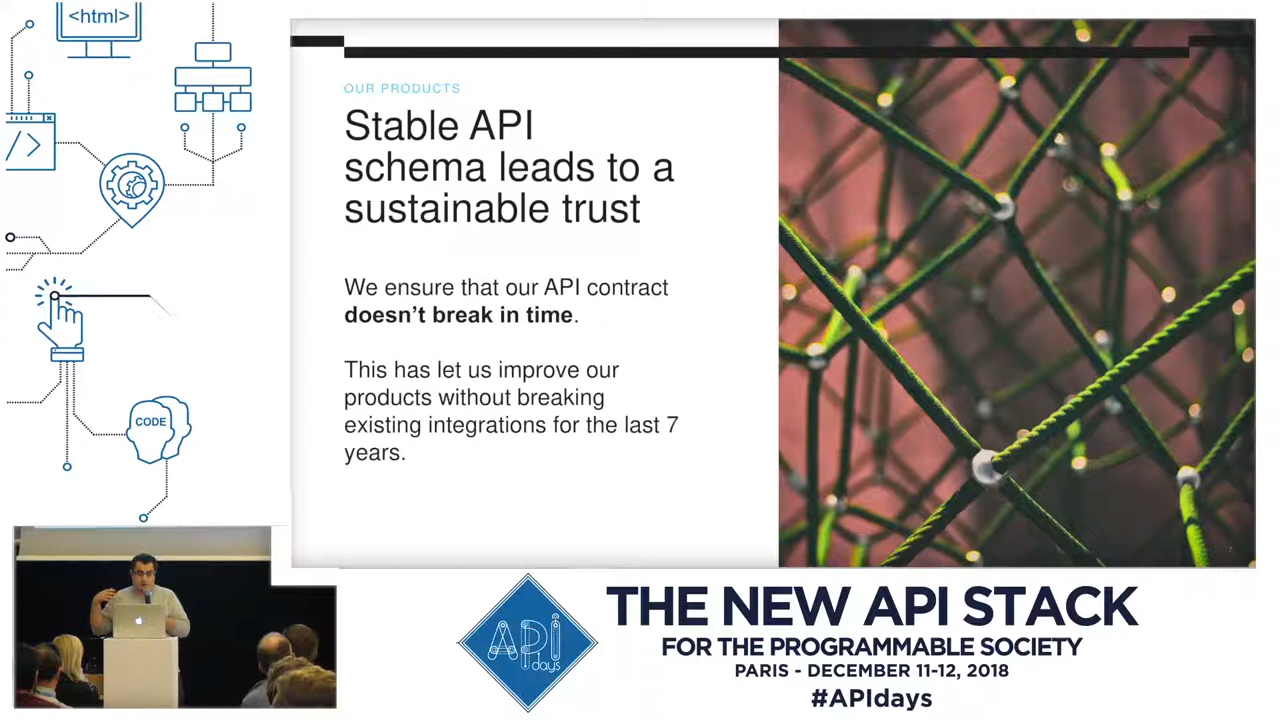 <html>
</>
CODE
OUR PRODUCTS
Stable API
schema leads to a
sustainable trust
We ensure that our API contract
doesn’t break in time.
This has let us improve our
products without breaking
existing integrations for the last 7
years.
API
days
THE NEW API STACK
FOR THE PROGRAMMABLE SOCIETY
PARIS - DECEMBER 11-12, 2018
#APIdays